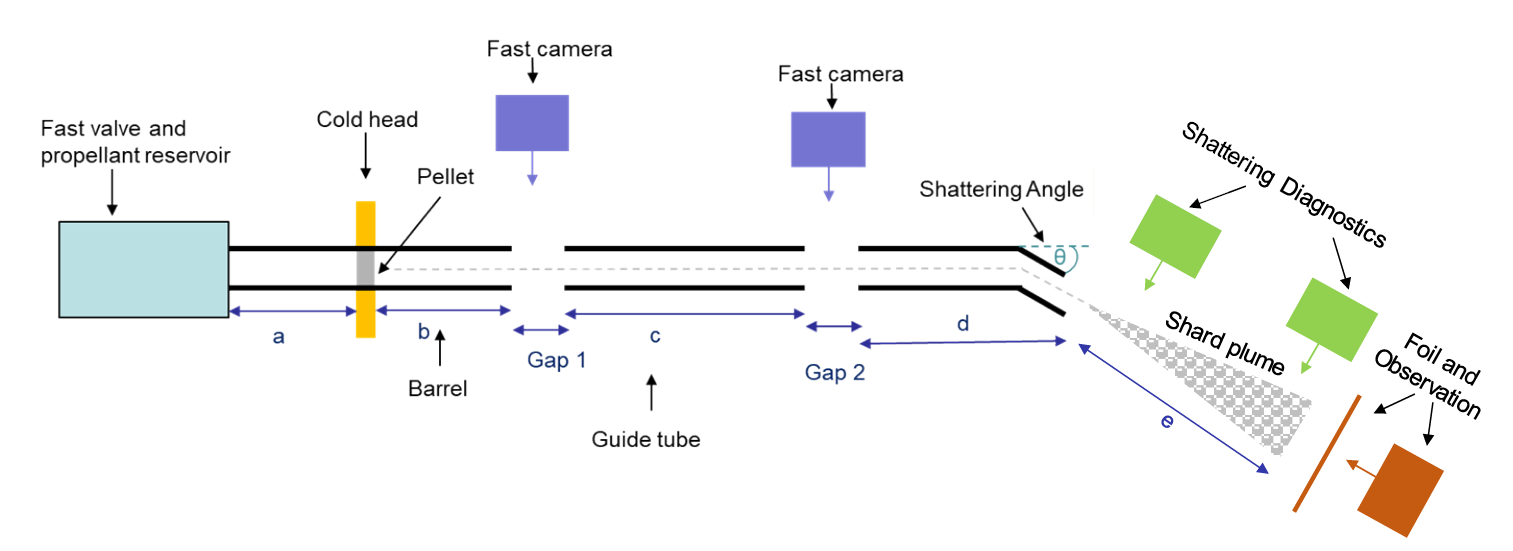 Fast camera
Fast camera
Cold head
Fast valve and
propellant reservoir
Pellet
Shattering Angle
Shattering Diagnostics
θ
a
b
Gap 1
c
Gap 2
d
e
Barrel
Guide tube
Shard plume
Foil and
Observation